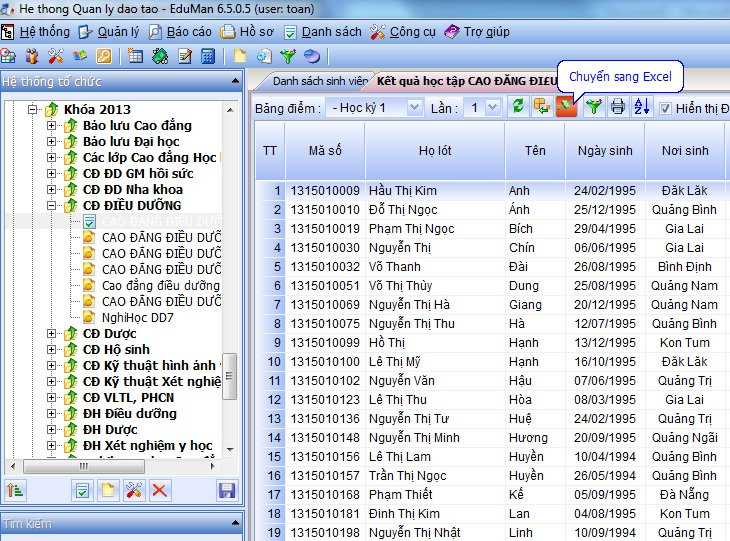 He thong Quan ly dao tao - EduMan 6.5.0.5 (user: toan)
Hệ thống Quản lý Hồ sơ Danh sách Công cụ Trợ giúp
Hệ thống tổ chức
Khóa 2013
Bảo lưu Cao đẳng
Bảo lưu Đại học
Các lớp Cao đẳng Học
CĐ ĐD GM hồi sức
CĐ ĐD Nha khoa
CĐ ĐIỀU DƯỠNG
CAO ĐẲNG ĐIỀU DƯỠ
CAO ĐẲNG ĐIỀU DƯỠ
CAO ĐẲNG ĐIỀU DƯỠ
CAO ĐẲNG ĐIỀU DƯỠ
Cao đẳng điều dưỡng
CAO ĐẲNG ĐIỀU DƯỠ
NghiHọc DD7
CĐ Dược
CĐ Hộ sinh
CĐ Kỹ thuật hình ảnh
CĐ Kỹ thuật Xét nghiệ
CĐ VLTL, PHCN
ĐH Điều dưỡng
ĐH Dược
ĐH Xét nghiệm y học
Tìm kiếm
Danh sách sinh viên Kết quả học tập CAO ĐẲNG ĐIỀU
Chuyển sang Excel
Bảng điểm : - Học kỳ 1 Lần : 1 Hiển thị Đ
TT Mã số Họ lót Tên Ngày sinh Nơi sinh
1 1315010009 Hầu Thị Kim Anh 24/02/1995 Đăk Lăk
2 1315010010 Đỗ Thị Ngọc Ánh 25/12/1995 Quảng Bình
3 1315010019 Phạm Thị Ngọc Bích 29/04/1995 Gia Lai
4 1315010030 Nguyễn Thị Chín 06/06/1995 Gia Lai
5 1315010032 Võ Thanh Đài 26/08/1995 Bình Định
6 1315010051 Võ Thị Thủy Dung 25/08/1995 Quảng Nam
7 1315010069 Nguyễn Thị Hà Giang 20/12/1995 Quảng Nam
8 1315010075 Nguyễn Thị Thu Hà 12/07/1995 Quảng Bình
9 1315010099 Hồ Thị Hạnh 13/12/1995 Kon Tum
10 1315010100 Lê Thị Mỹ Hạnh 16/10/1995 Đăk Lăk
11 1315010102 Nguyễn Văn Hậu 07/06/1995 Quảng Trị
12 1315010123 Lê Thị Thu Hòa 08/03/1995 Gia Lai
13 1315010136 Nguyễn Thị Tư Huệ 24/02/1995 Quảng Trị
14 1315010148 Nguyễn Thị Minh Hương 20/09/1995 Quảng Ngãi
15 1315010156 Lê Thị Lam Huyền 10/04/1994 Quảng Bình
16 1315010157 Trần Thị Ngọc Huyền 26/05/1994 Quảng Bình
17 1315010168 Phạm Thiết Kế 05/09/1995 Đà Nẵng
18 1315010181 Đinh Thị Kim Lan 04/08/1995 Kon Tum
19 1315010198 Nguyễn Thị Nhật Linh 10/09/1994 Quảng Trị